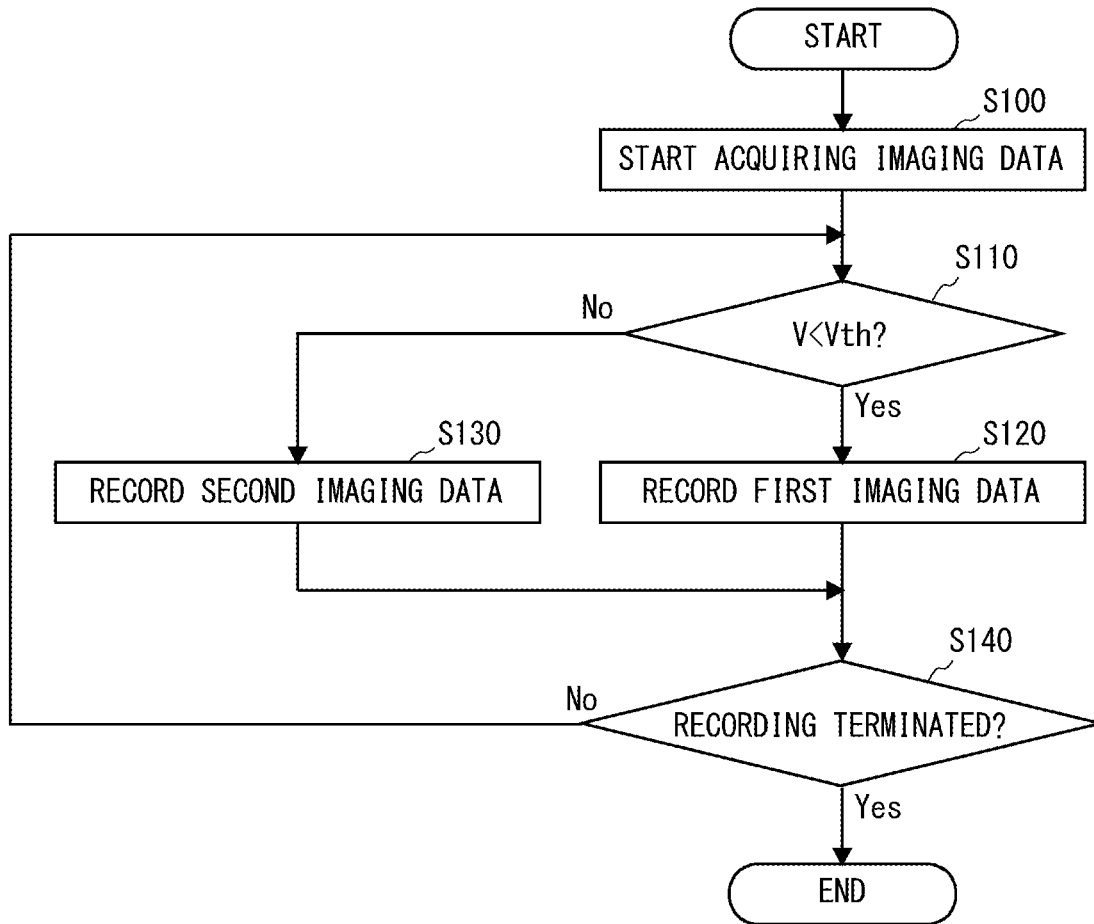 START
S100
START ACQUIRING IMAGING DATA
S110
No
V<Vth?
Yes
S130
S120
RECORD SECOND IMAGING DATA
RECORD FIRST IMAGING DATA
S140
No
RECORDING TERMINATED?
Yes
END